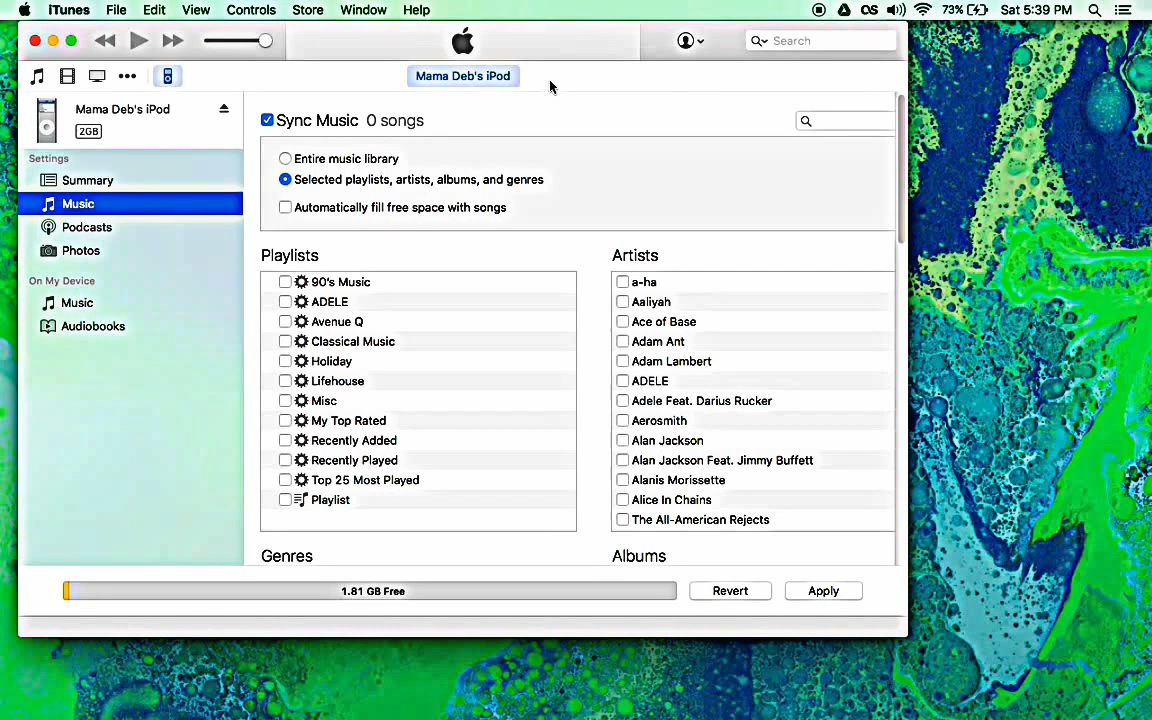 iTunes File Edit View Controls Store Window Help 73% Sat 5:39 PM
Search
Mama Deb's iPod
Mama Deb's iPod
2GB
Settings
Summary
Music
Podcasts
Photos
On My Device
Music
Audiobooks
Sync Music 0 songs
Entire music library
Selected playlists, artists, albums, and genres
Automatically fill free space with songs
Playlists
90's Music
ADELE
Avenue Q
Classical Music
Holiday
Lifehouse
Misc
My Top Rated
Recently Added
Recently Played
Top 25 Most Played
Playlist
Artists
a-ha
Aaliyah
Ace of Base
Adam Ant
Adam Lambert
ADELE
Adele Feat. Darius Rucker
Aerosmith
Alan Jackson
Alan Jackson Feat. Jimmy Buffett
Alanis Morissette
Alice In Chains
The All-American Rejects
Genres
Albums
1.81 GB Free
Revert
Apply